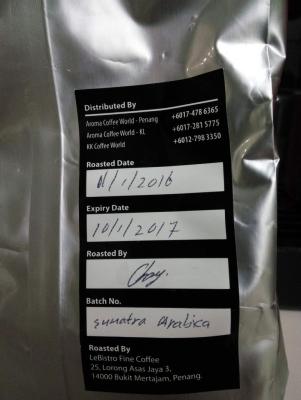 Distributed By
Aroma Coffee World - Penang +6017-478 6365
Aroma Coffee World - KL +6017-281 5775
KK Coffee World +6012-798 3350
Roasted Date
11/1/2016
Expiry Date
10/1/2017
Roasted By
Batch No.
Sumatra Arabica
Roasted By
LeBistro Fine Coffee
25, Lorong Asas Jaya 3,
14000 Bukit Mertajam, Penang.